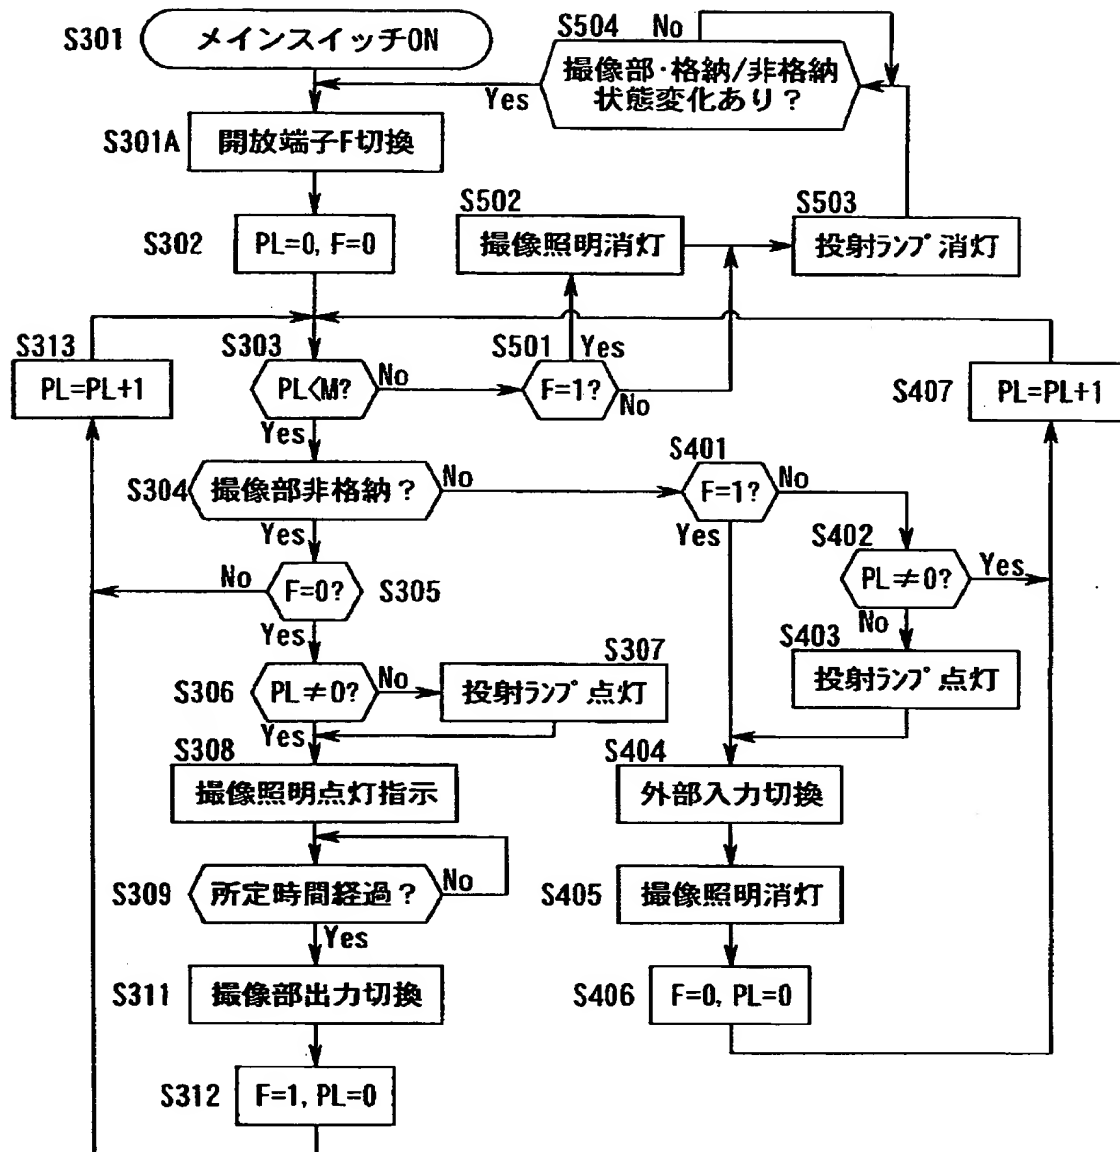 S301 メインスイッチON
S504 No
撮像部・格納/非格納
状態変化あり?
Yes
S301A 開放端子F切換
S302 PL=0, F=0
S502
撮像照明消灯
S503
投射ランプ消灯
S313
PL=PL+1
S303
PL<M?
No
Yes
S501 Yes
F=1?
No
S407 PL=PL+1
S304 撮像部非格納?
No
Yes
S401
F=1?
No
Yes
S402
PL≠0?
Yes
No
No
F=0? S305
Yes
S403
投射ランプ点灯
S306 PL≠0?
No
Yes
S307
投射ランプ点灯
S308
撮像照明点灯指示
S404
外部入力切換
S309 所定時間経過?
No
Yes
S405 撮像照明消灯
S311 撮像部出力切換
S406 F=0, PL=0
S312 F=1, PL=0